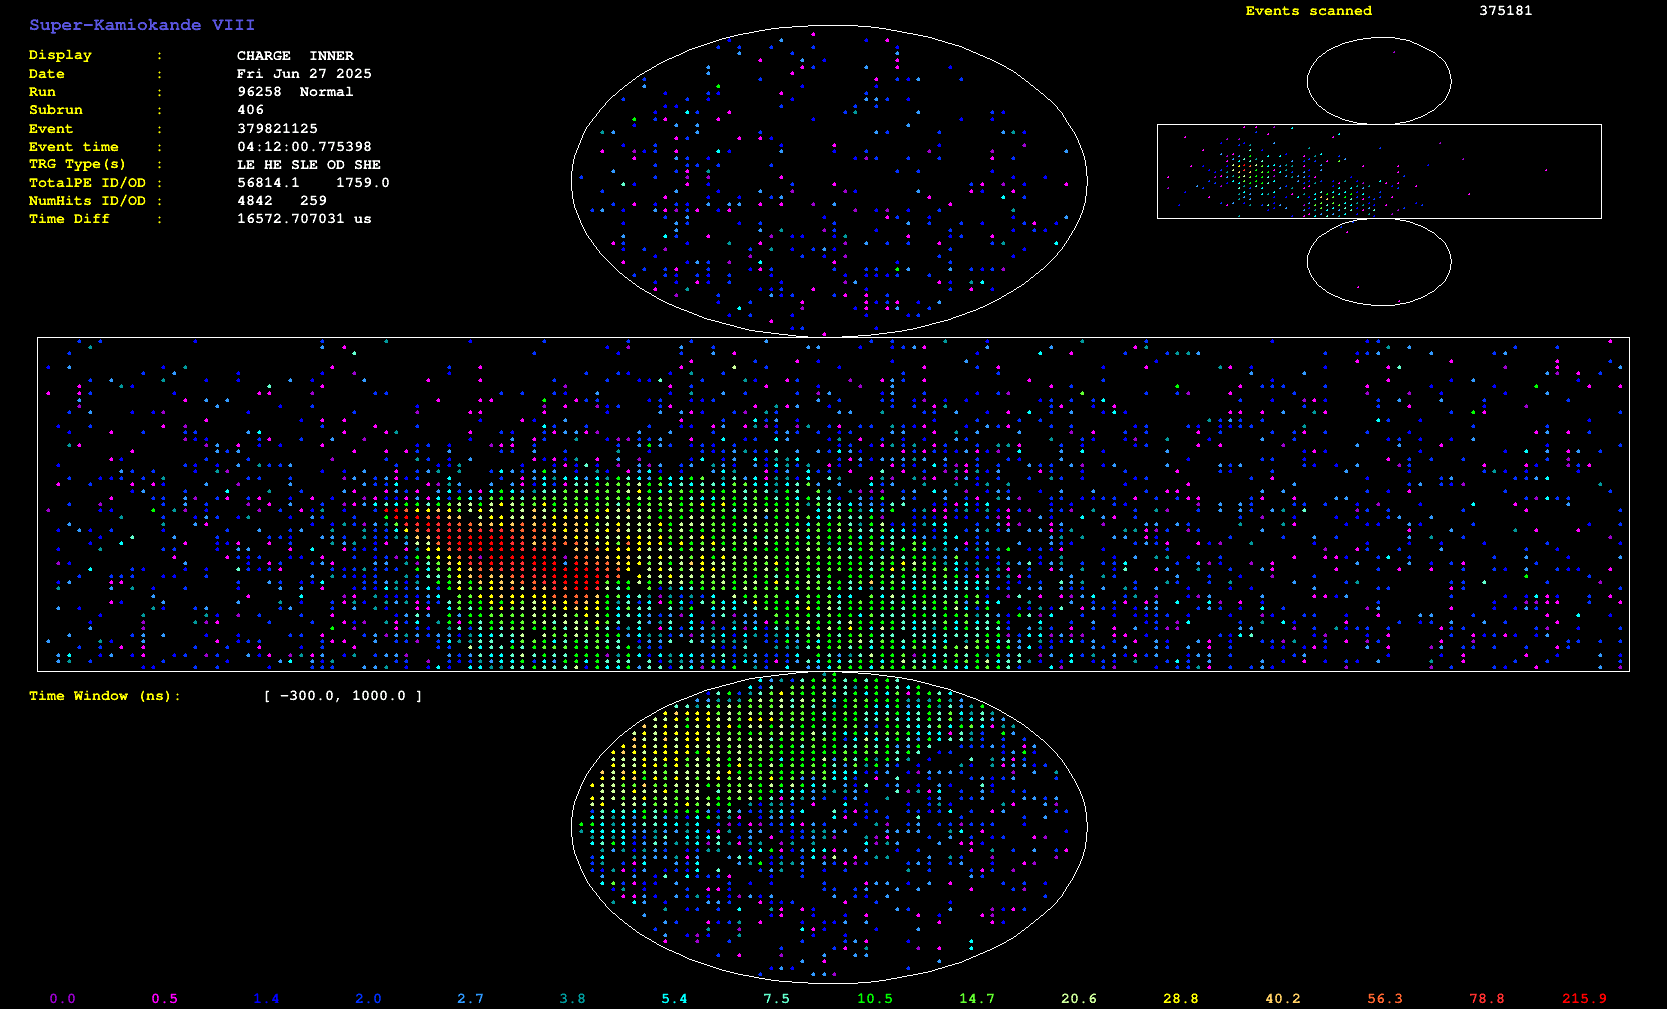 Super-Kamiokande VIII
Events scanned 375181
Display : CHARGE INNER
Date : Fri Jun 27 2025
Run : 96258 Normal
Subrun : 406
Event : 379821125
Event time : 04:12:00.775398
TRG Type(s) : LE HE SLE OD SHE
TotalPE ID/OD : 56814.1 1759.0
NumHits ID/OD : 4842 259
Time Diff : 16572.707031 us
Time Window (ns): [ -300.0, 1000.0 ]
0.0 0.5 1.4 2.0 2.7 3.8 5.4 7.5 10.5 14.7 20.6 28.8 40.2 56.3 78.8 215.9